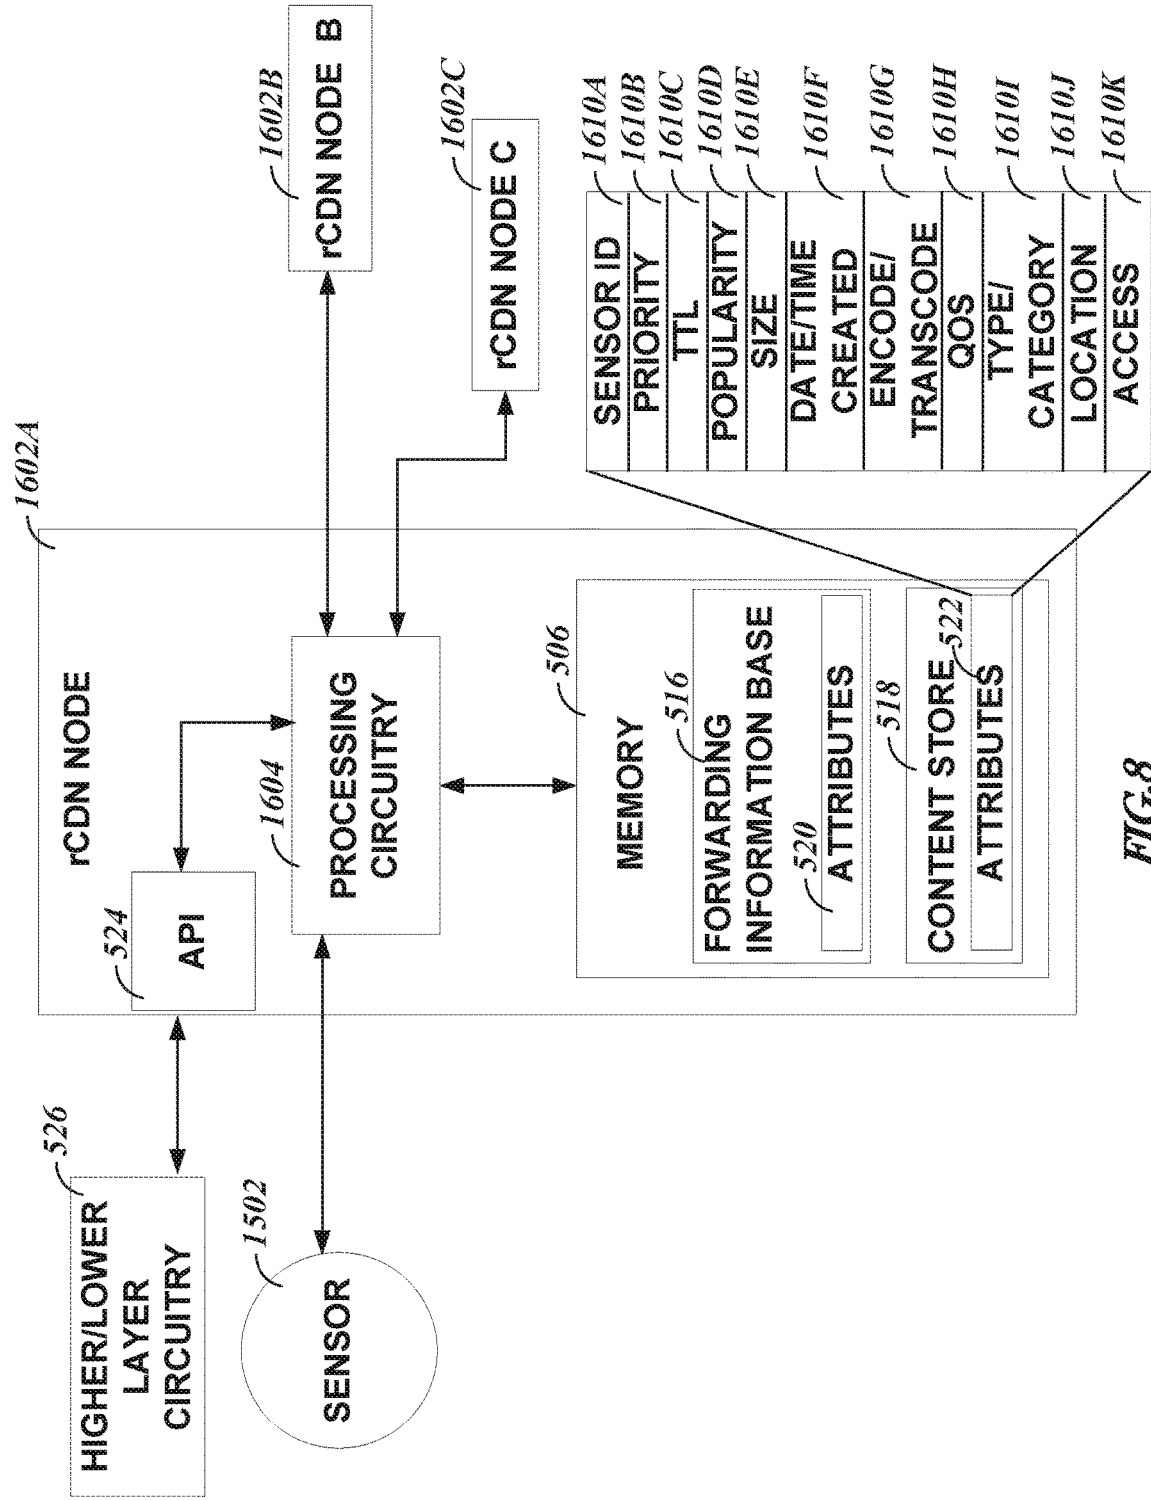 HIGHER/LOWER
LAYER
CIRCUITRY
526
SENSOR
1502
rCDN NODE
1602A
API
524
PROCESSING
CIRCUITRY
1604
MEMORY
506
FORWARDING
INFORMATION BASE
516
ATTRIBUTES
520
CONTENT STORE
518
ATTRIBUTES
522
rCDN NODE B
1602B
rCDN NODE C
1602C
SENSOR ID
1610A
PRIORITY
1610B
TTL
1610C
POPULARITY
1610D
SIZE
1610E
DATE/TIME
CREATED
1610F
ENCODE/
TRANSCODE
1610G
QOS
1610H
TYPE/
CATEGORY
1610I
LOCATION
1610J
ACCESS
1610K
FIG.8